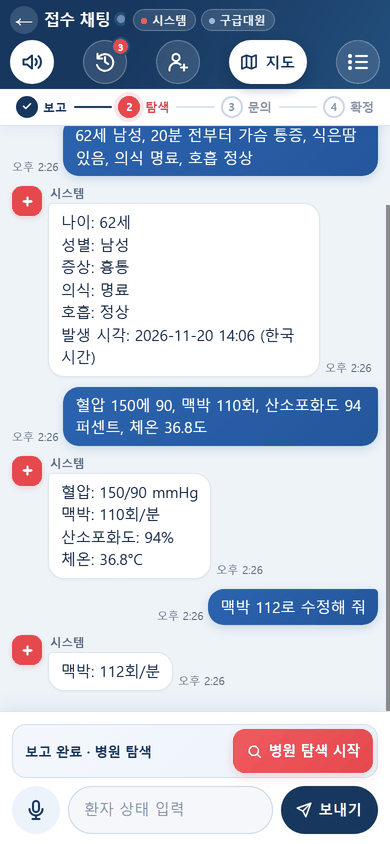 접수 채팅 시스템 구급대원
3
지도
보고 2 탐색 3 문의 4 확정
62세 남성, 20분 전부터 가슴 통증, 식은땀
있음, 의식 명료, 호흡 정상
오후 2:26
시스템
나이: 62세
성별: 남성
증상: 흉통
의식: 명료
호흡: 정상
발생 시각: 2026-11-20 14:06 (한국
시간)
오후 2:26
혈압 150에 90, 맥박 110회, 산소포화도 94
퍼센트, 체온 36.8도
오후 2:26
시스템
혈압: 150/90 mmHg
맥박: 110회/분
산소포화도: 94%
체온: 36.8°C
오후 2:26
맥박 112로 수정해 줘
오후 2:26
시스템
맥박: 112회/분
오후 2:26
보고 완료 · 병원 탐색 병원 탐색 시작
환자 상태 입력 보내기